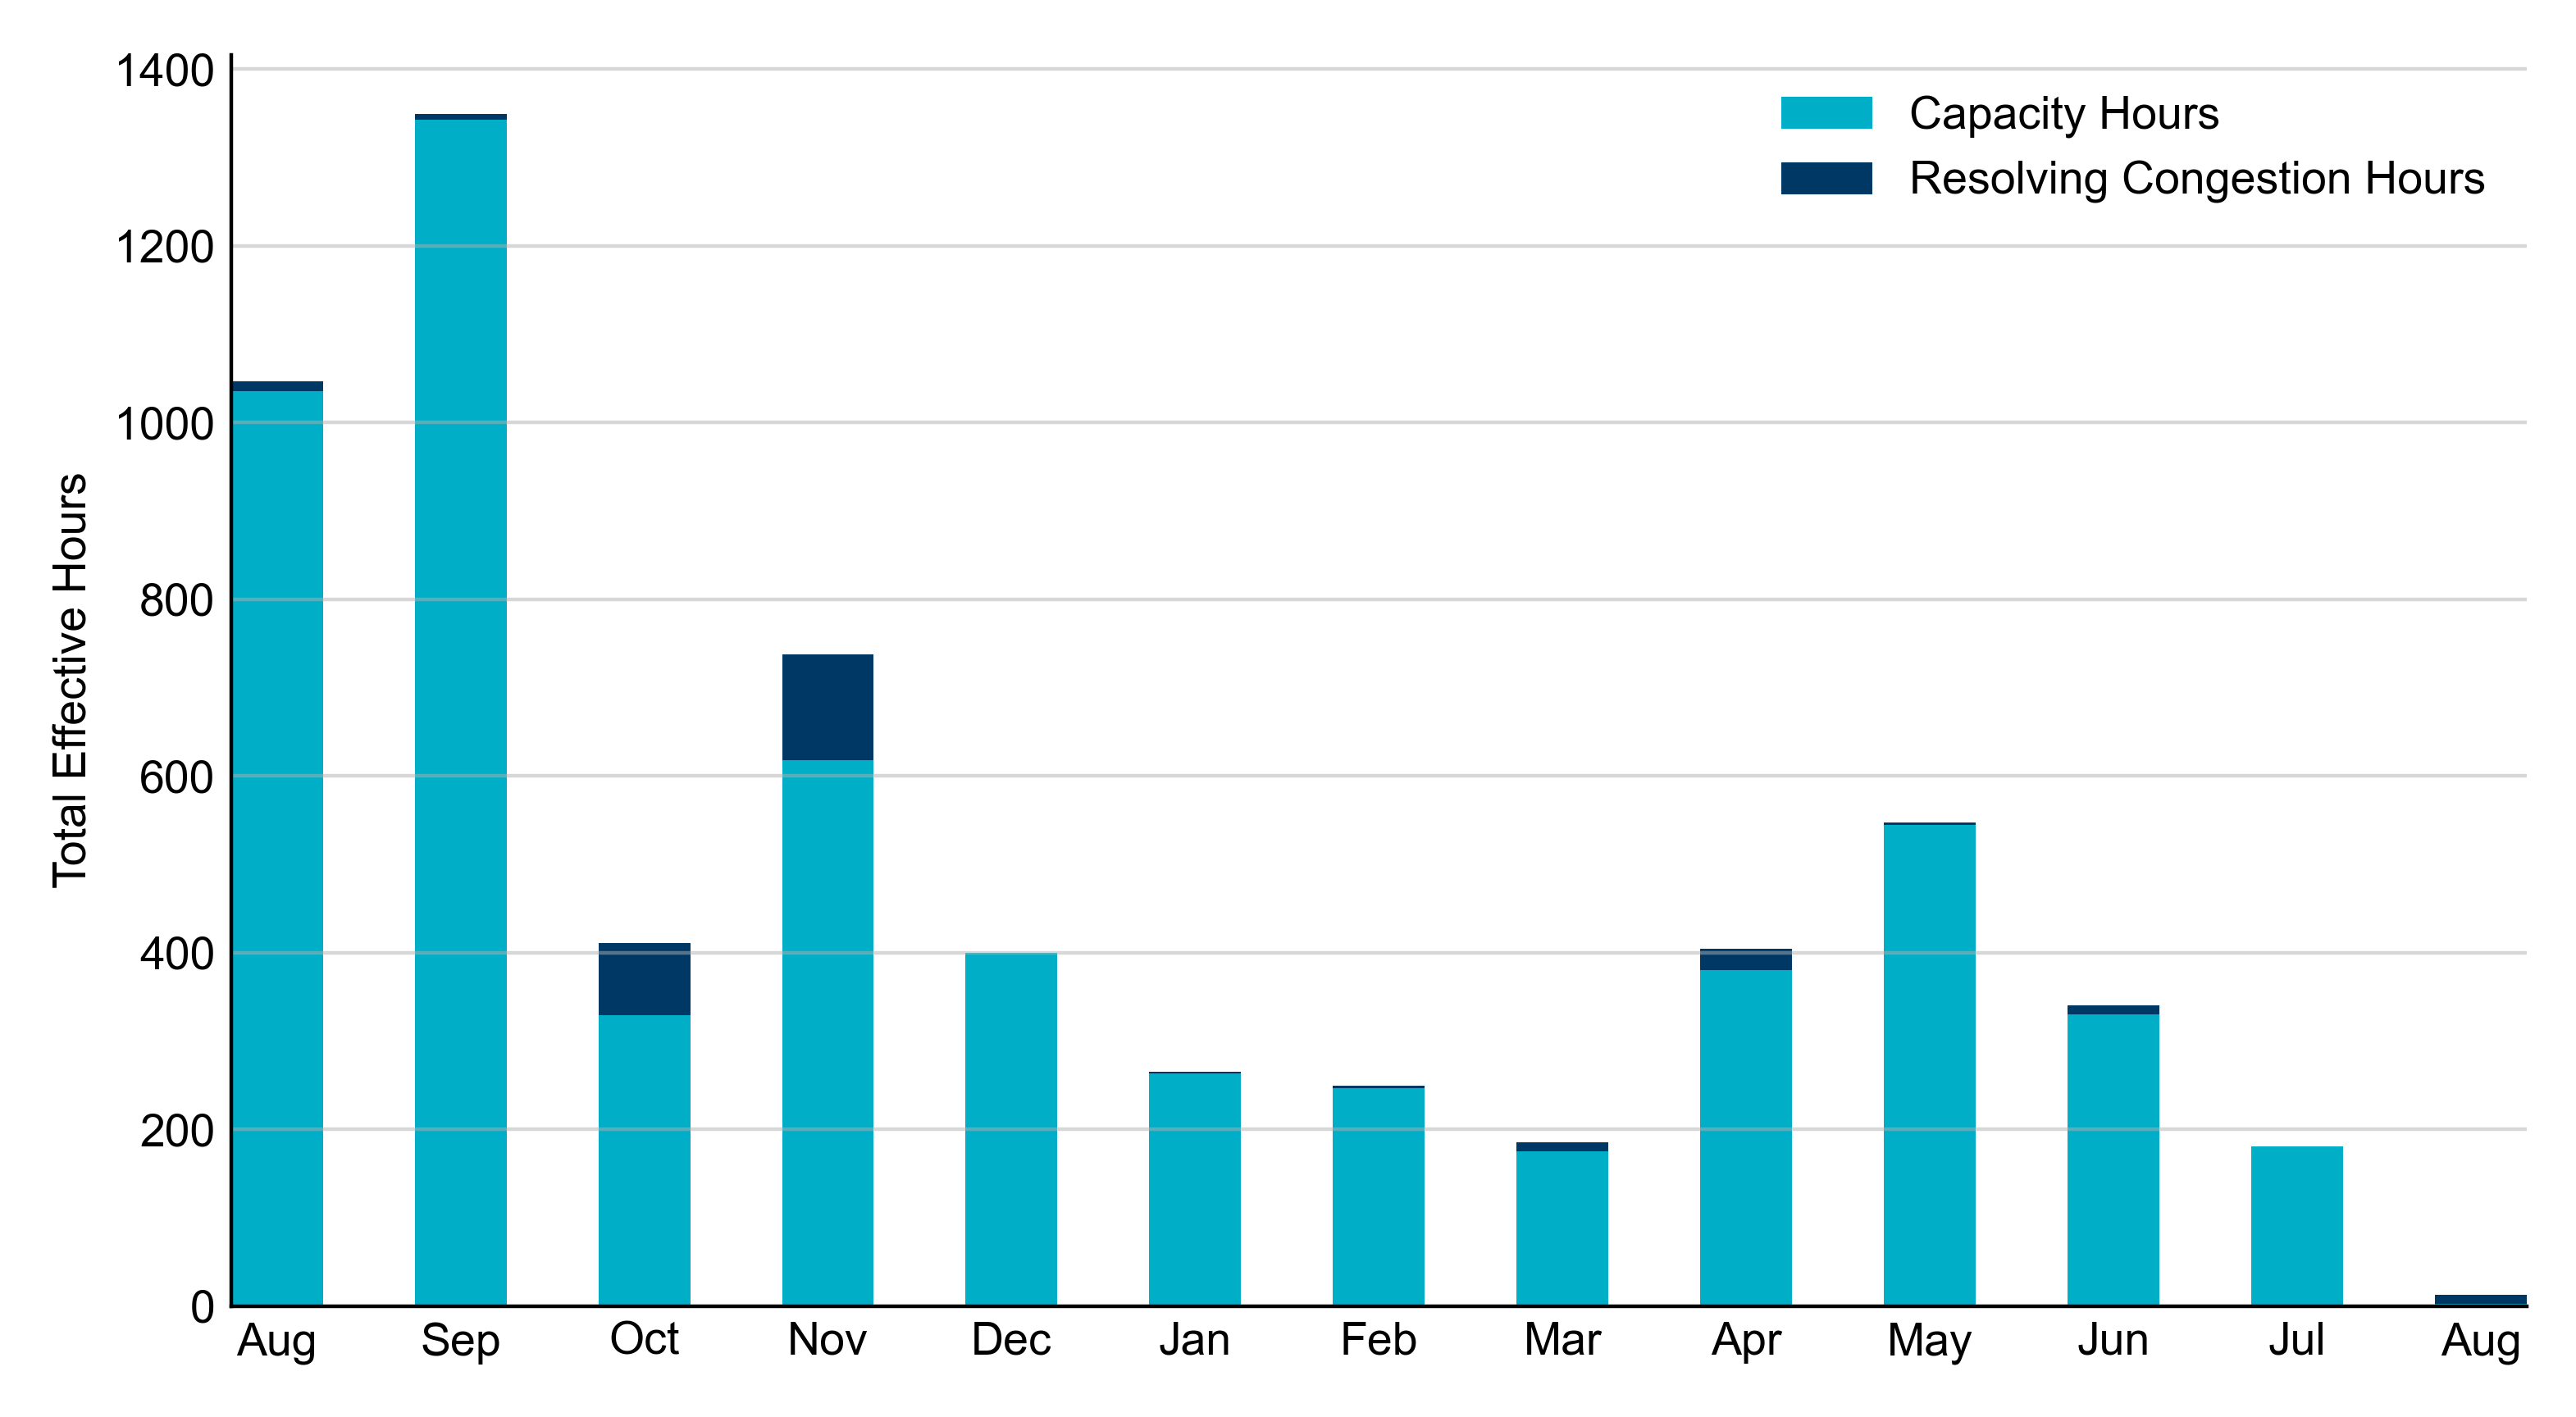 1400
1200
1000
800
600
400
200
0
Total Effective Hours
Capacity Hours
Resolving Congestion Hours
Aug Sep Oct Nov Dec Jan Feb Mar Apr May Jun Jul Aug